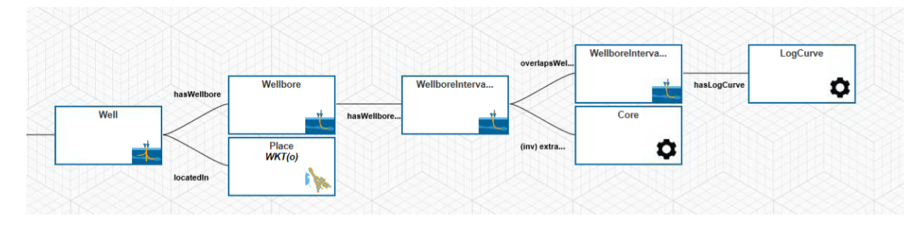 Well
hasWellbore
locatedIn
Wellbore
Place
WKT(o)
hasWellbore...
WellboreInterva...
overlapsWel...
(inv) extra...
WellboreInterva...
Core
hasLogCurve
LogCurve